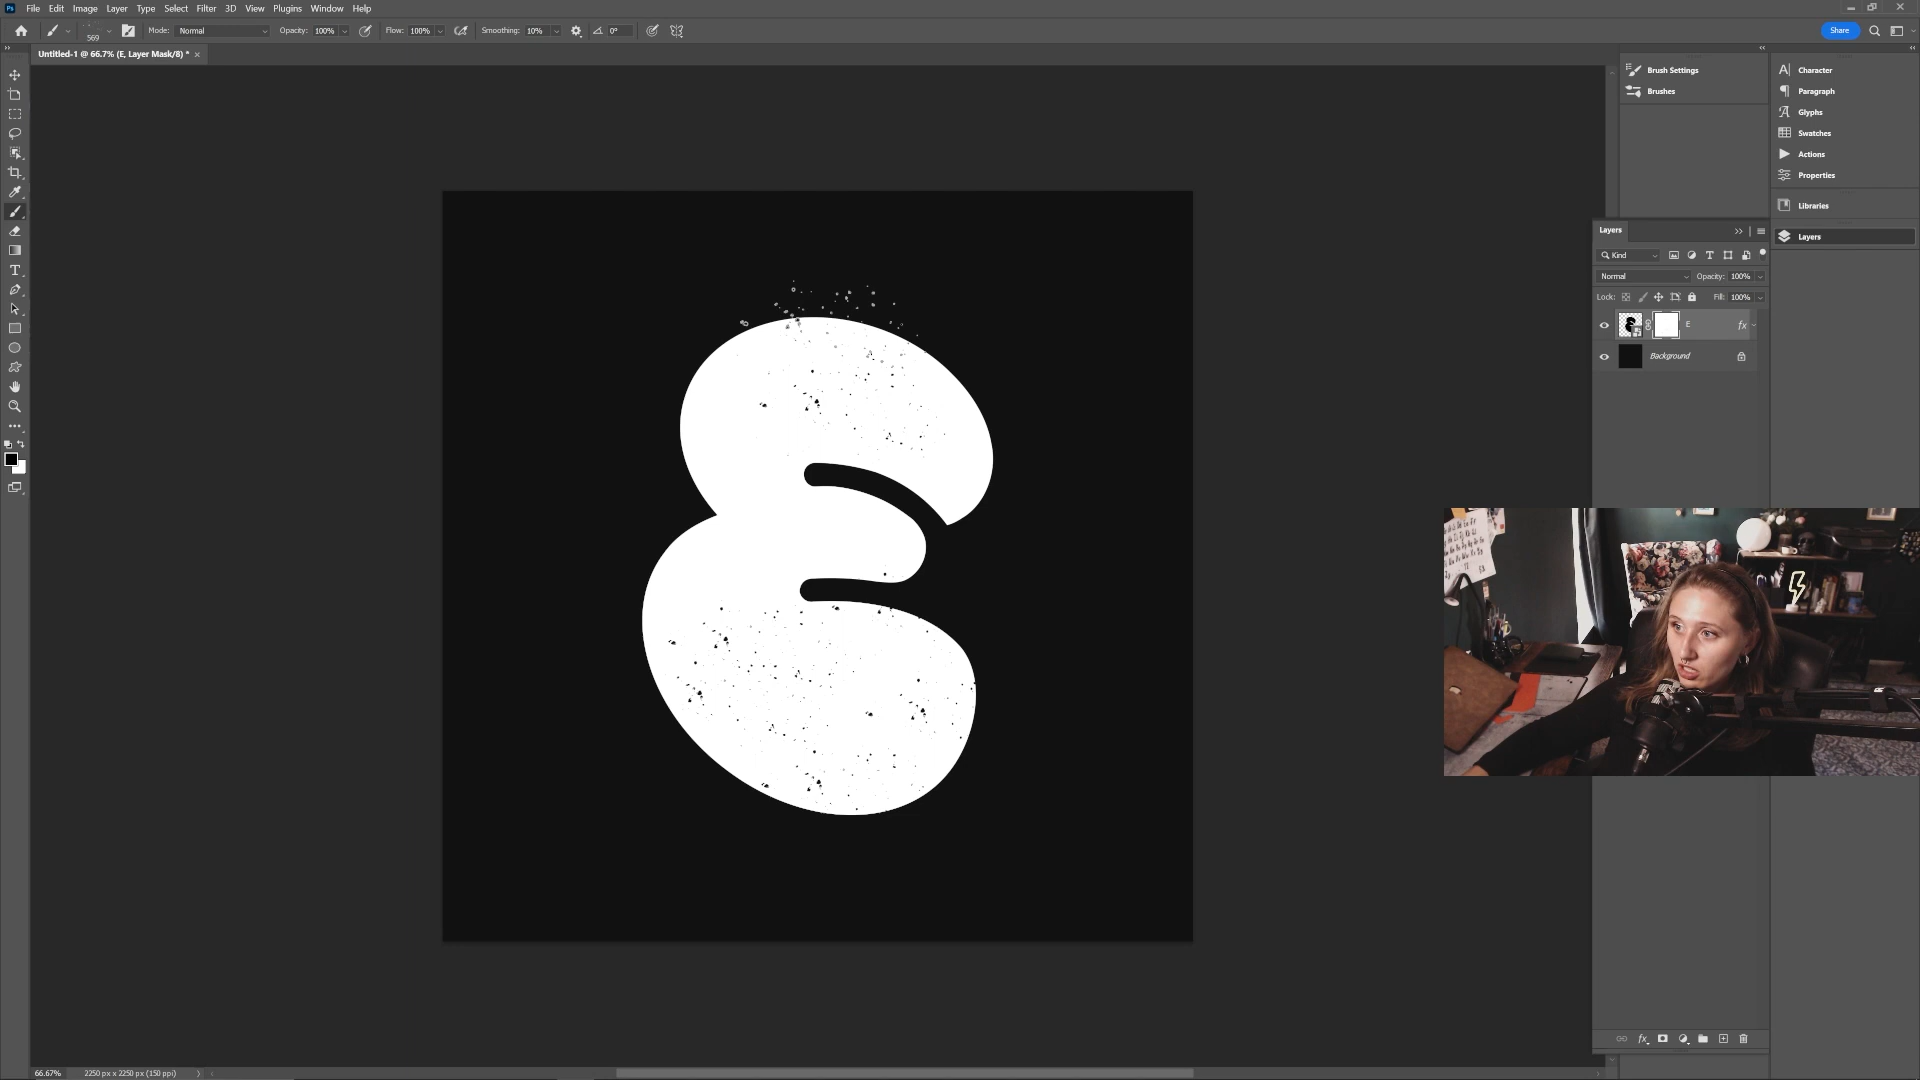 Ps File Edit Image Layer Type Select Filter 3D View Plugins Window Help
569 Mode: Normal Opacity: 100% Flow: 100% Smoothing: 10% 0° Share
Untitled-1 @ 66.7% (E, Layer Mask/8) * ×
Brush Settings
Brushes
Character
Paragraph
Glyphs
Swatches
Actions
Properties
Libraries
Layers
Layers
Kind
Normal Opacity: 100%
Lock: Fill: 100%
E fx
Background
E
fx
66.67% 2250 px x 2250 px (150 ppi)